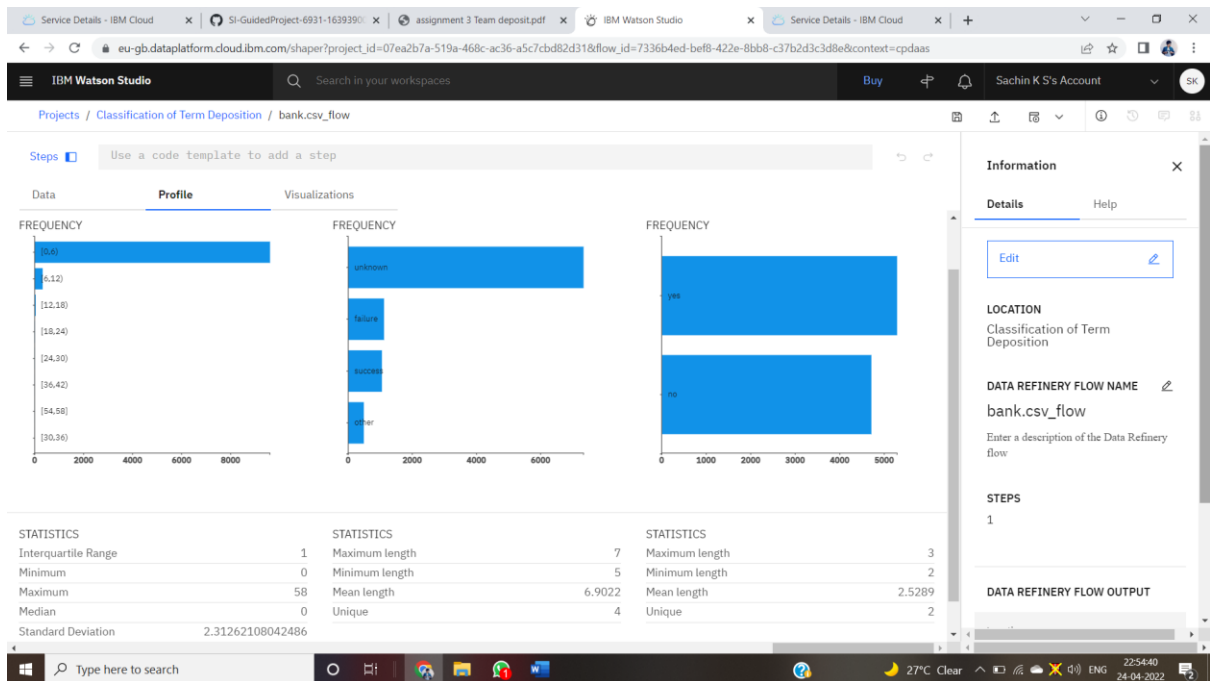 Service Details - IBM Cloud
SI-GuidedProject-6931-1639390
assignment 3 Team deposit.pdf
IBM Watson Studio
Service Details - IBM Cloud
eu-gb.dataplatform.cloud.ibm.com/shaper?project_id=07ea2b7a-519a-468c-ac36-a5c7cbd82d31&flow_id=7336b4ed-bef8-422e-8bb8-c37b2d3c3d8e&context=cpdaas
IBM Watson Studio
Search in your workspaces
Buy
Sachin K S's Account
SK
Projects / Classification of Term Deposition / bank.csv_flow
Steps
Use a code template to add a step
Data Profile Visualizations
FREQUENCY
[0,6)
[6,12)
[12,18)
[18,24)
[24,30)
[36,42)
[54,58]
[30,36)
0 2000 4000 6000 8000
FREQUENCY
unknown
failure
success
other
0 2000 4000 6000
FREQUENCY
yes
no
0 1000 2000 3000 4000 5000
STATISTICS
Interquartile Range 1
Minimum 0
Maximum 58
Median 0
Standard Deviation 2.31262108042486
STATISTICS
Maximum length 7
Minimum length 5
Mean length 6.9022
Unique 4
STATISTICS
Maximum length 3
Minimum length 2
Mean length 2.5289
Unique 2
Information
Details Help
Edit
LOCATION
Classification of Term
Deposition
DATA REFINERY FLOW NAME
bank.csv_flow
Enter a description of the Data Refinery
flow
STEPS
1
DATA REFINERY FLOW OUTPUT
Type here to search
27°C Clear
ENG
22:54:40
24-04-2022
2